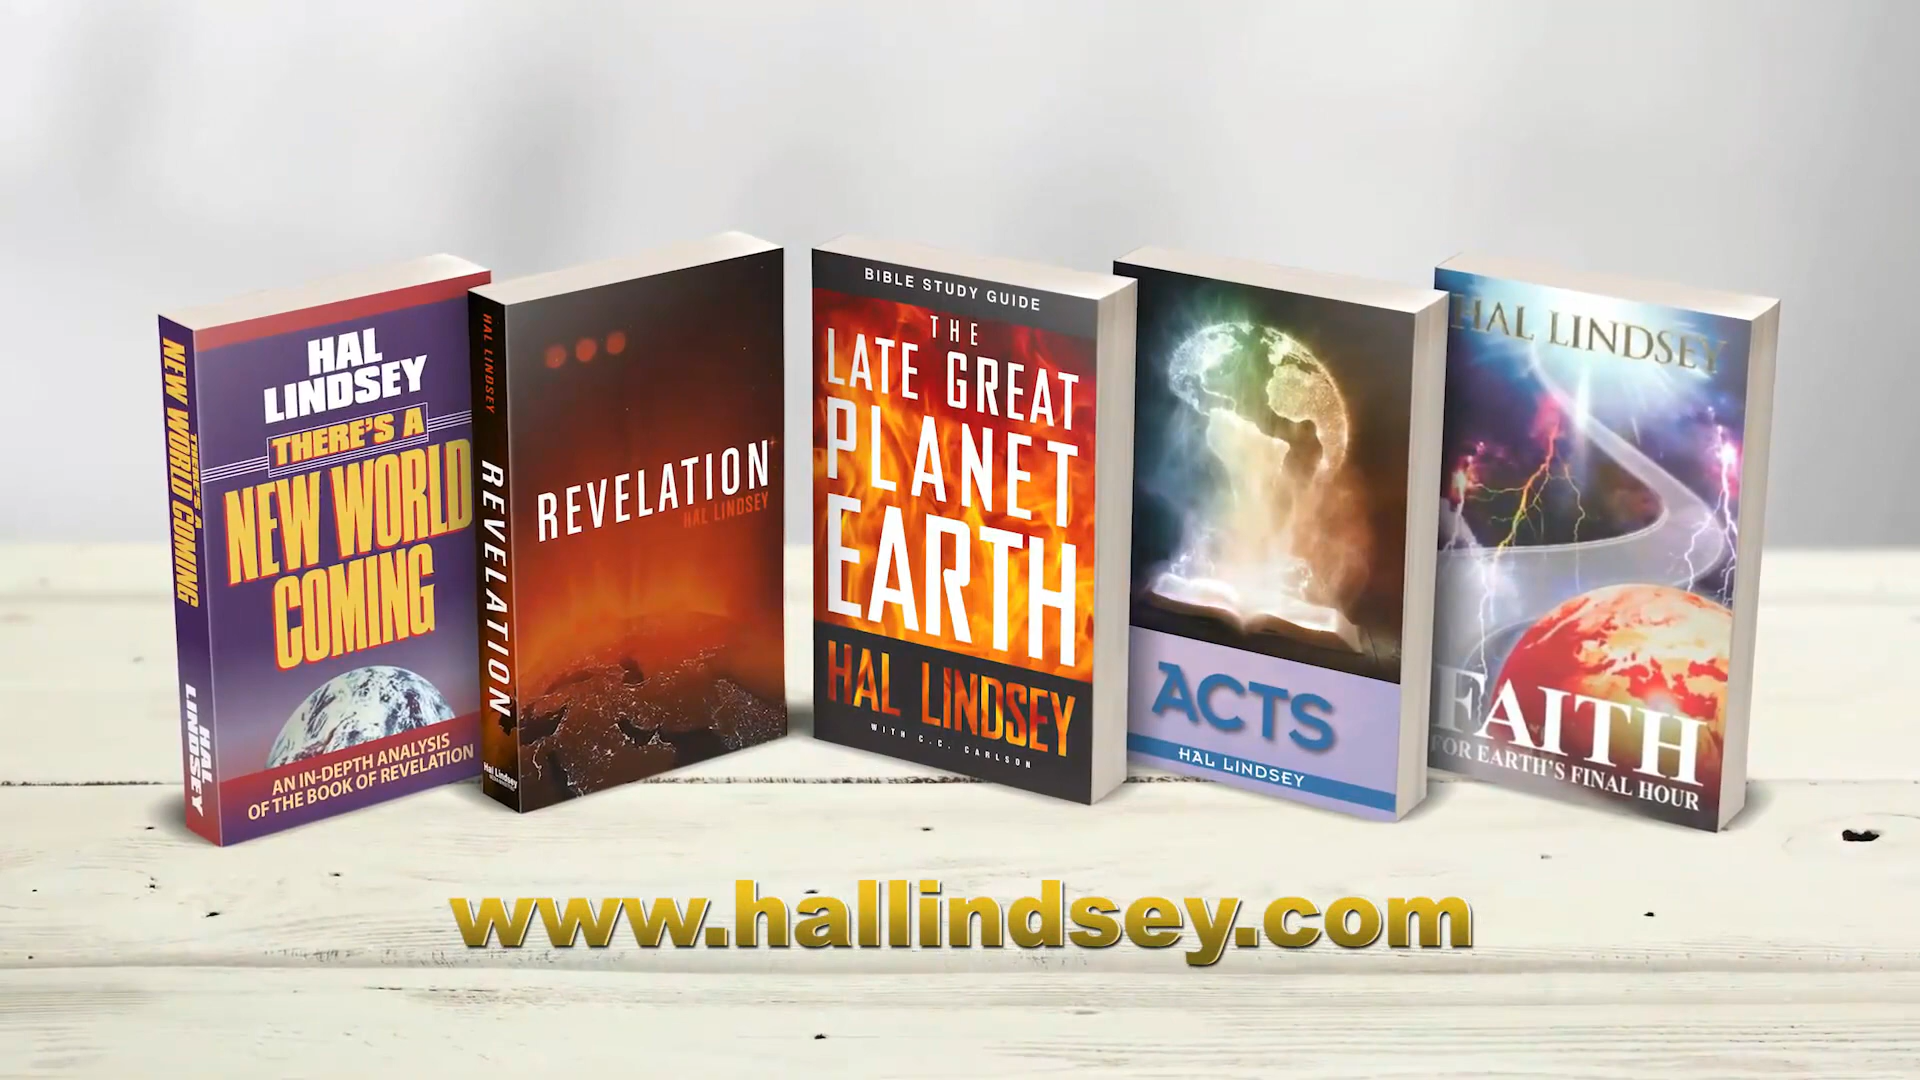 NEW WORLD COMING
THERE'S A
HAL
LINDSEY
HAL
LINDSEY
THERE'S A
NEW WORLD
COMING
AN IN-DEPTH ANALYSIS
OF THE BOOK OF REVELATION
HAL LINDSEY
REVELATION
Hal Lindsey
REVELATION
HAL LINDSEY
BIBLE STUDY GUIDE
THE
LATE GREAT
PLANET
EARTH
HAL LINDSEY
WITH C.C. CARLSON
ACTS
HAL LINDSEY
HAL LINDSEY
FAITH
FOR EARTH'S FINAL HOUR
www.hallindsey.com